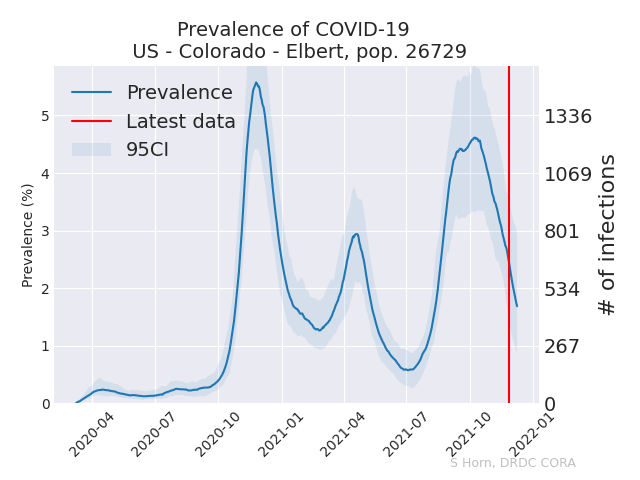 Prevalence of COVID-19
US - Colorado - Elbert, pop. 26729
Prevalence
Latest data
95CI
Prevalence (%)
5
4
3
2
1
0
1336
1069
801
534
267
0
# of infections
2020-04
2020-07
2020-10
2021-01
2021-04
2021-07
2021-10
2022-01
S Horn, DRDC CORA